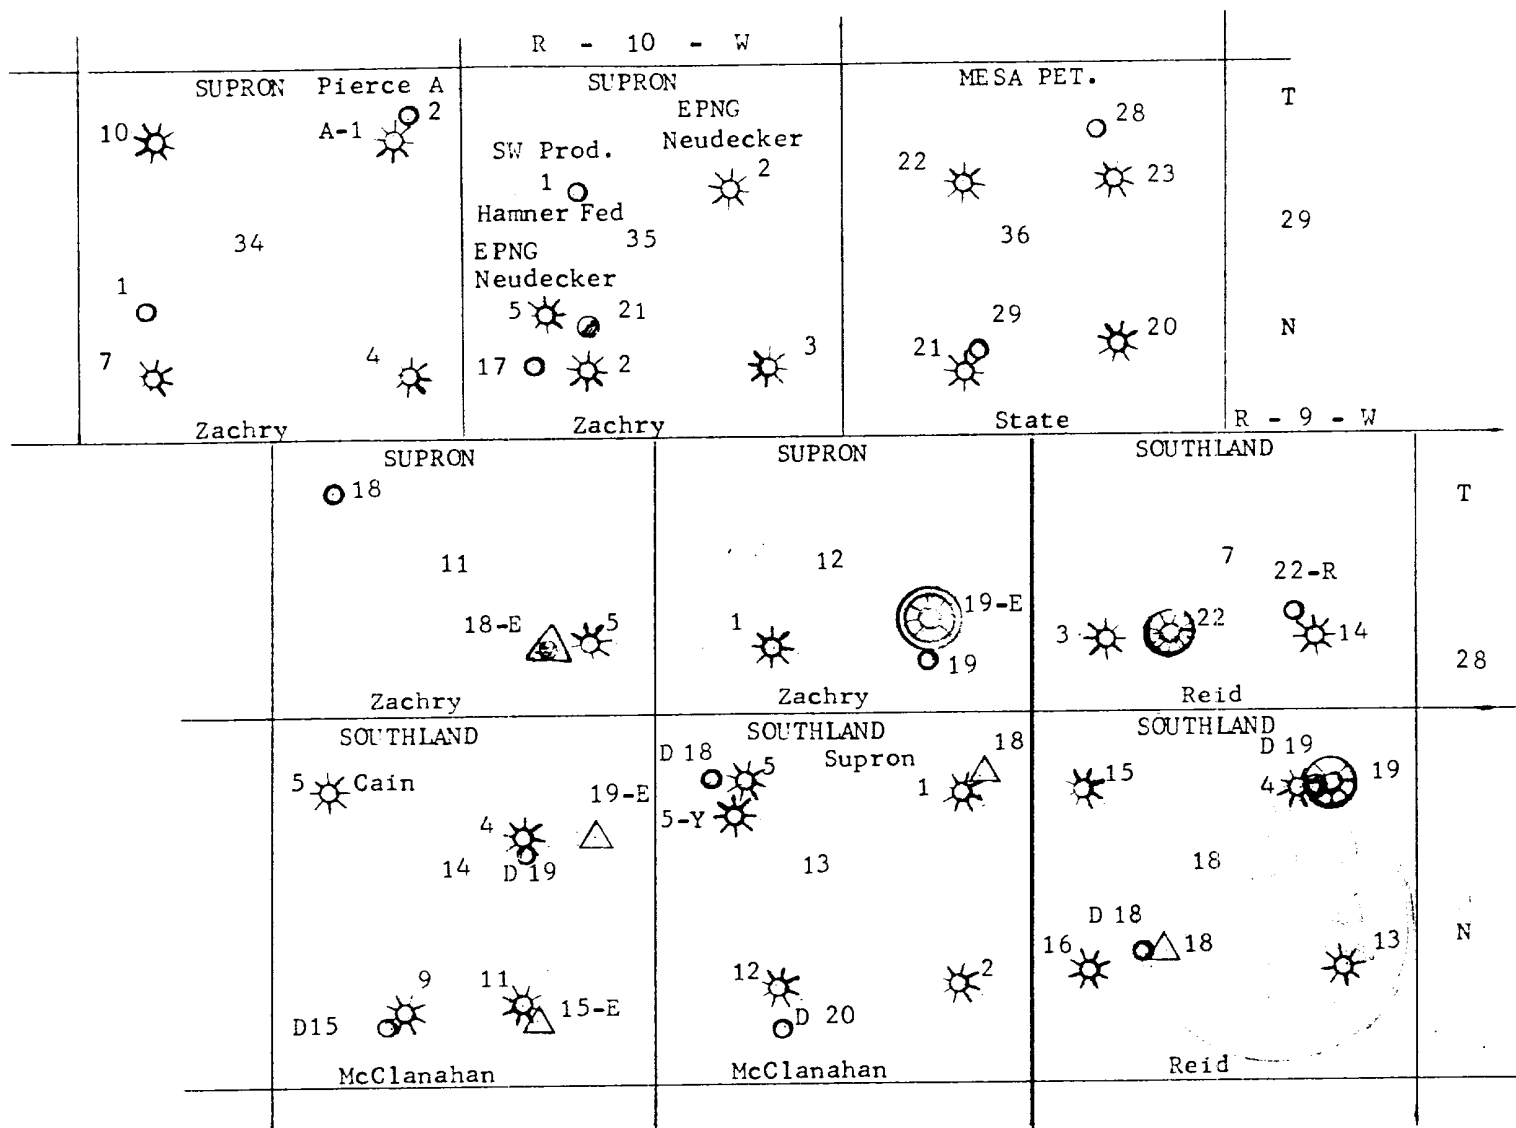 R - 10 - W
SUPRON Pierce A
10
A-1
2
34
1
7
4
Zachry
SUPRON
EPNG
Neudecker
2
SW Prod.
1
Hamner Fed
35
EPNG
Neudecker
5
21
17
2
3
Zachry
MESA PET.
28
22
23
36
29
21
20
State
T
29
N
R - 9 - W
SUPRON
18
11
18-E
5
Zachry
SUPRON
12
1
19-E
19
Zachry
SOUTHLAND
7
22-R
3
22
14
Reid
T
28
N
SOUTHLAND
5 Cain
19-E
4
14
D 19
9
11
D15
15-E
McClanahan
SOUTHLAND
D 18
5
Supron
18
1
5-Y
13
12
2
D 20
McClanahan
SOUTHLAND
D 19
15
4
19
18
D 18
16
18
13
Reid